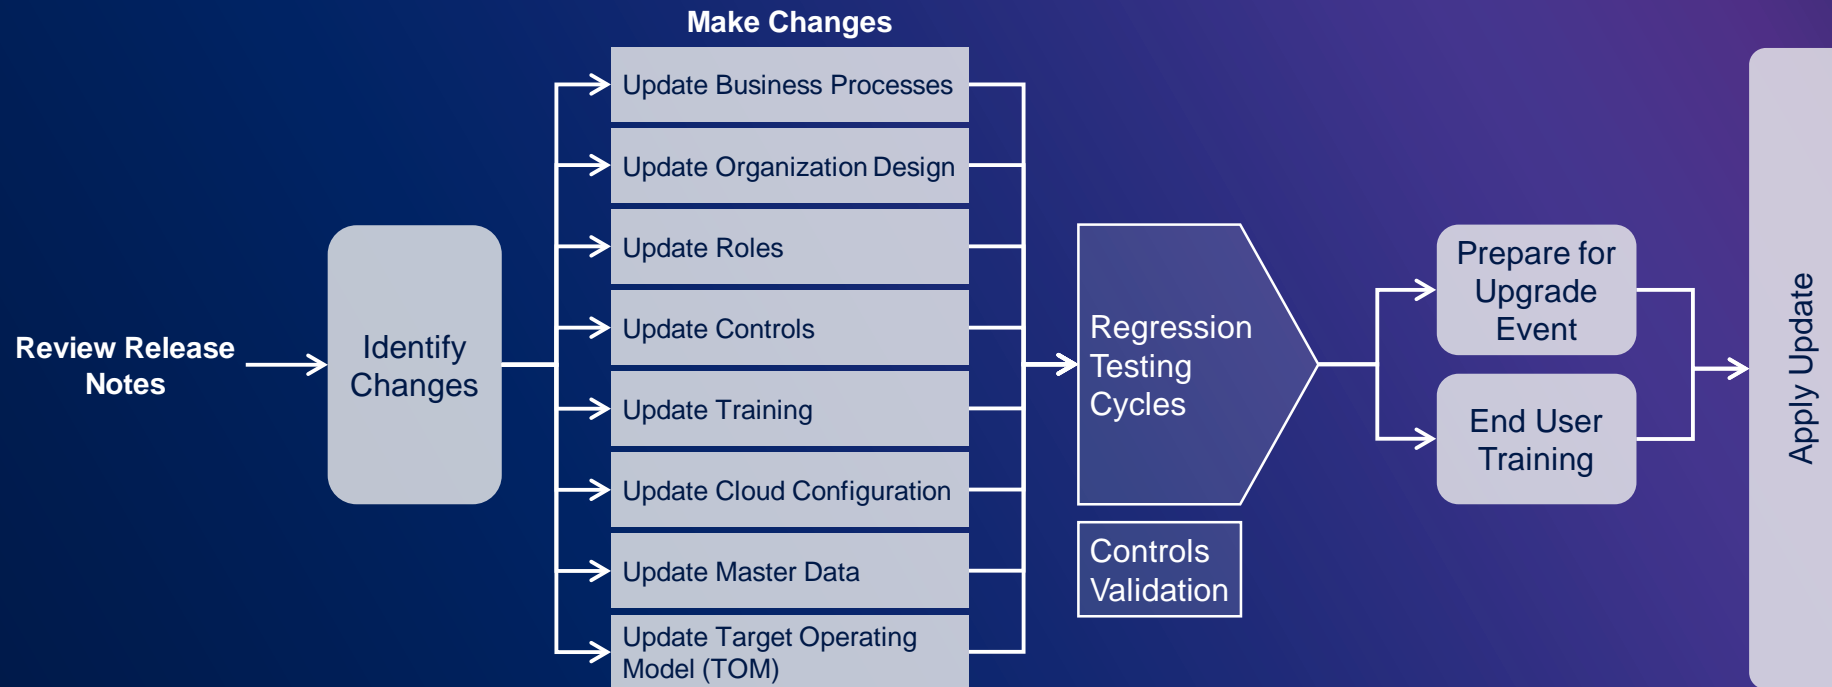 Make Changes
Review Release
Notes
Identify
Changes
Update Business Processes
Update Organization Design
Update Roles
Update Controls
Update Training
Update Cloud Configuration
Update Master Data
Update Target Operating
Model (TOM)
Regression
Testing
Cycles
Controls
Validation
Prepare for
Upgrade
Event
End User
Training
Apply Update